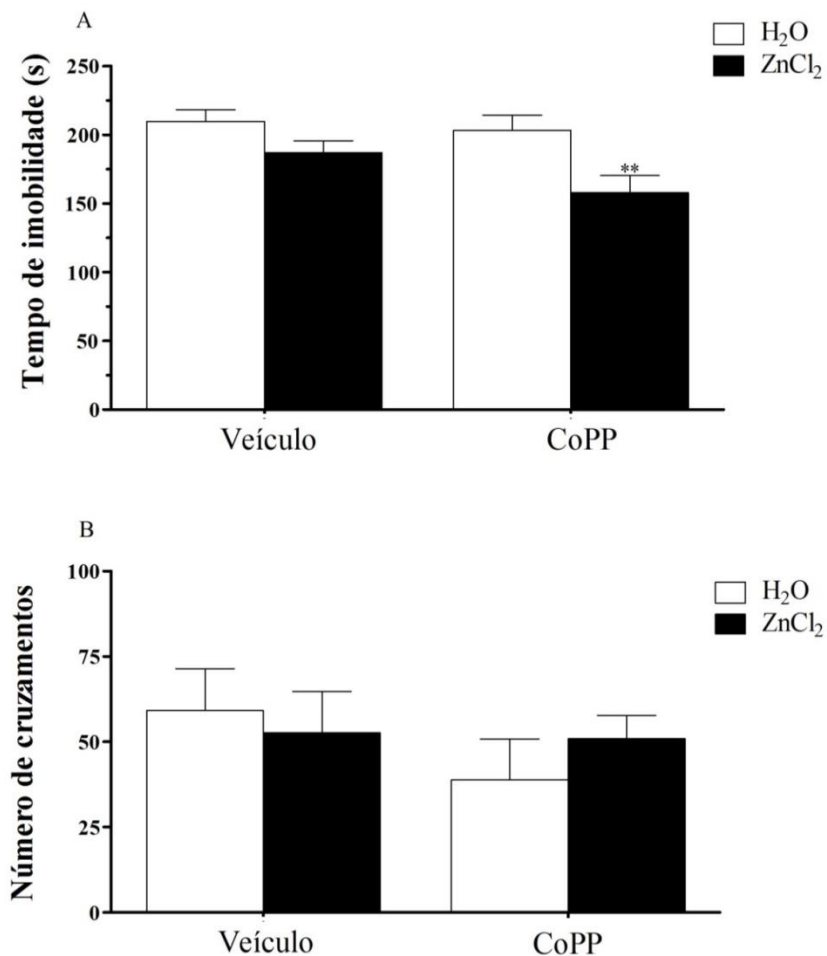 A
H₂O
ZnCl₂
Tempo de imobilidade (s)
250
200
150
100
50
0
**
Veículo
CoPP
B
H₂O
ZnCl₂
Número de cruzamentos
100
75
50
25
0
Veículo
CoPP